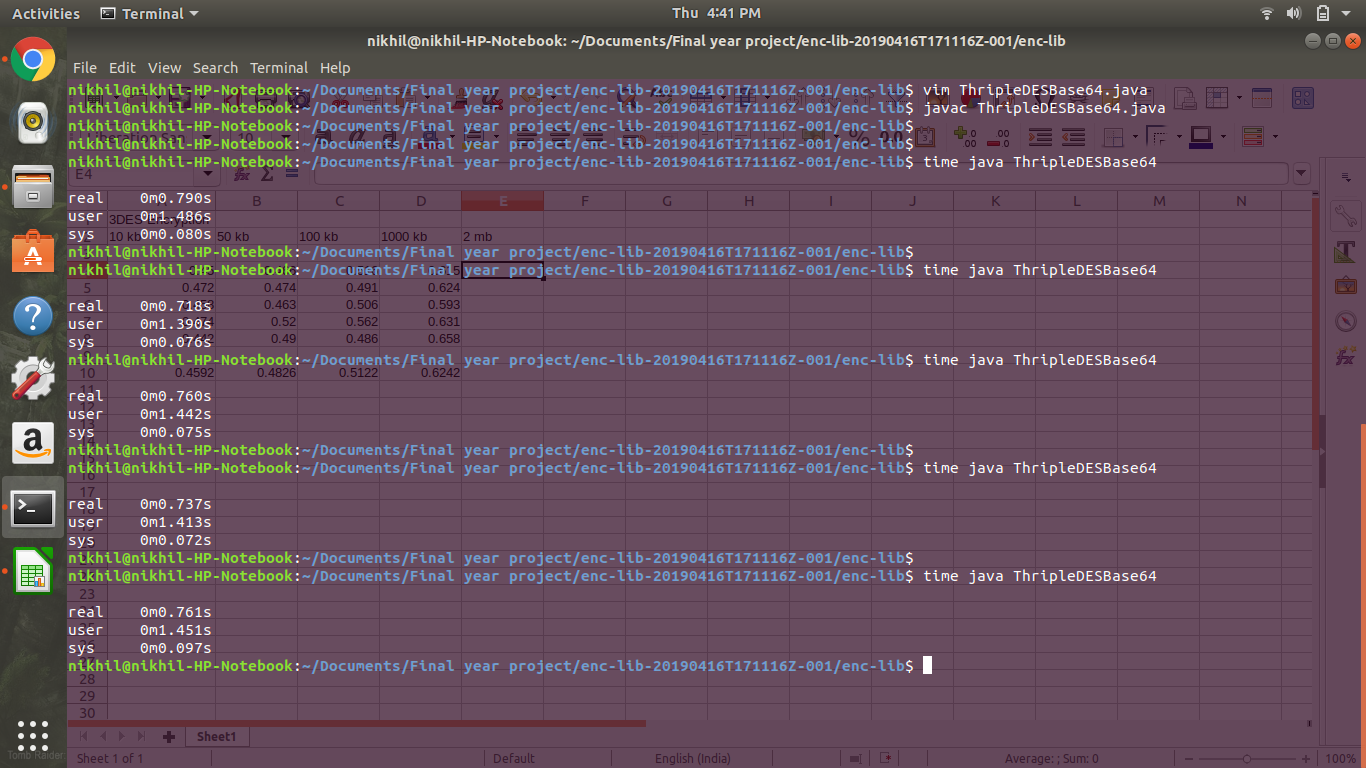 Activities Terminal Thu 4:41 PM
nikhil@nikhil-HP-Notebook: ~/Documents/Final year project/enc-lib-20190416T171116Z-001/enc-lib
File Edit View Search Terminal Help
nikhil@nikhil-HP-Notebook:~/Documents/Final year project/enc-lib-20190416T171116Z-001/enc-lib$ vim ThripleDESBase64.java
nikhil@nikhil-HP-Notebook:~/Documents/Final year project/enc-lib-20190416T171116Z-001/enc-lib$ javac ThripleDESBase64.java
nikhil@nikhil-HP-Notebook:~/Documents/Final year project/enc-lib-20190416T171116Z-001/enc-lib$
nikhil@nikhil-HP-Notebook:~/Documents/Final year project/enc-lib-20190416T171116Z-001/enc-lib$
nikhil@nikhil-HP-Notebook:~/Documents/Final year project/enc-lib-20190416T171116Z-001/enc-lib$ time java ThripleDESBase64
E4
real 0m0.790s
B C D E F G H I J K L M N
user 0m1.486s
3DES
sys 0m0.080s
10 kb 50 kb 100 kb 1000 kb 2 mb
nikhil@nikhil-HP-Notebook:~/Documents/Final year project/enc-lib-20190416T171116Z-001/enc-lib$
nikhil@nikhil-HP-Notebook:~/Documents/Final year project/enc-lib-20190416T171116Z-001/enc-lib$ time java ThripleDESBase64
5 0.472 0.474 0.491 0.624
real 0m0.718s
0.463 0.506 0.593
user 0m1.390s
0.52 0.562 0.631
sys 0m0.076s
0.49 0.486 0.658
nikhil@nikhil-HP-Notebook:~/Documents/Final year project/enc-lib-20190416T171116Z-001/enc-lib$ time java ThripleDESBase64
10 0.4592 0.4826 0.5122 0.6242
11
real 0m0.760s
user 0m1.442s
sys 0m0.075s
nikhil@nikhil-HP-Notebook:~/Documents/Final year project/enc-lib-20190416T171116Z-001/enc-lib$
nikhil@nikhil-HP-Notebook:~/Documents/Final year project/enc-lib-20190416T171116Z-001/enc-lib$ time java ThripleDESBase64
17
real 0m0.737s
user 0m1.413s
sys 0m0.072s
nikhil@nikhil-HP-Notebook:~/Documents/Final year project/enc-lib-20190416T171116Z-001/enc-lib$
nikhil@nikhil-HP-Notebook:~/Documents/Final year project/enc-lib-20190416T171116Z-001/enc-lib$ time java ThripleDESBase64
23
real 0m0.761s
user 0m1.451s
sys 0m0.097s
nikhil@nikhil-HP-Notebook:~/Documents/Final year project/enc-lib-20190416T171116Z-001/enc-lib$
28
29
30
Sheet1
Tomb Raider
Sheet 1 of 1 Default English (India) Average: ; Sum: 0 100%